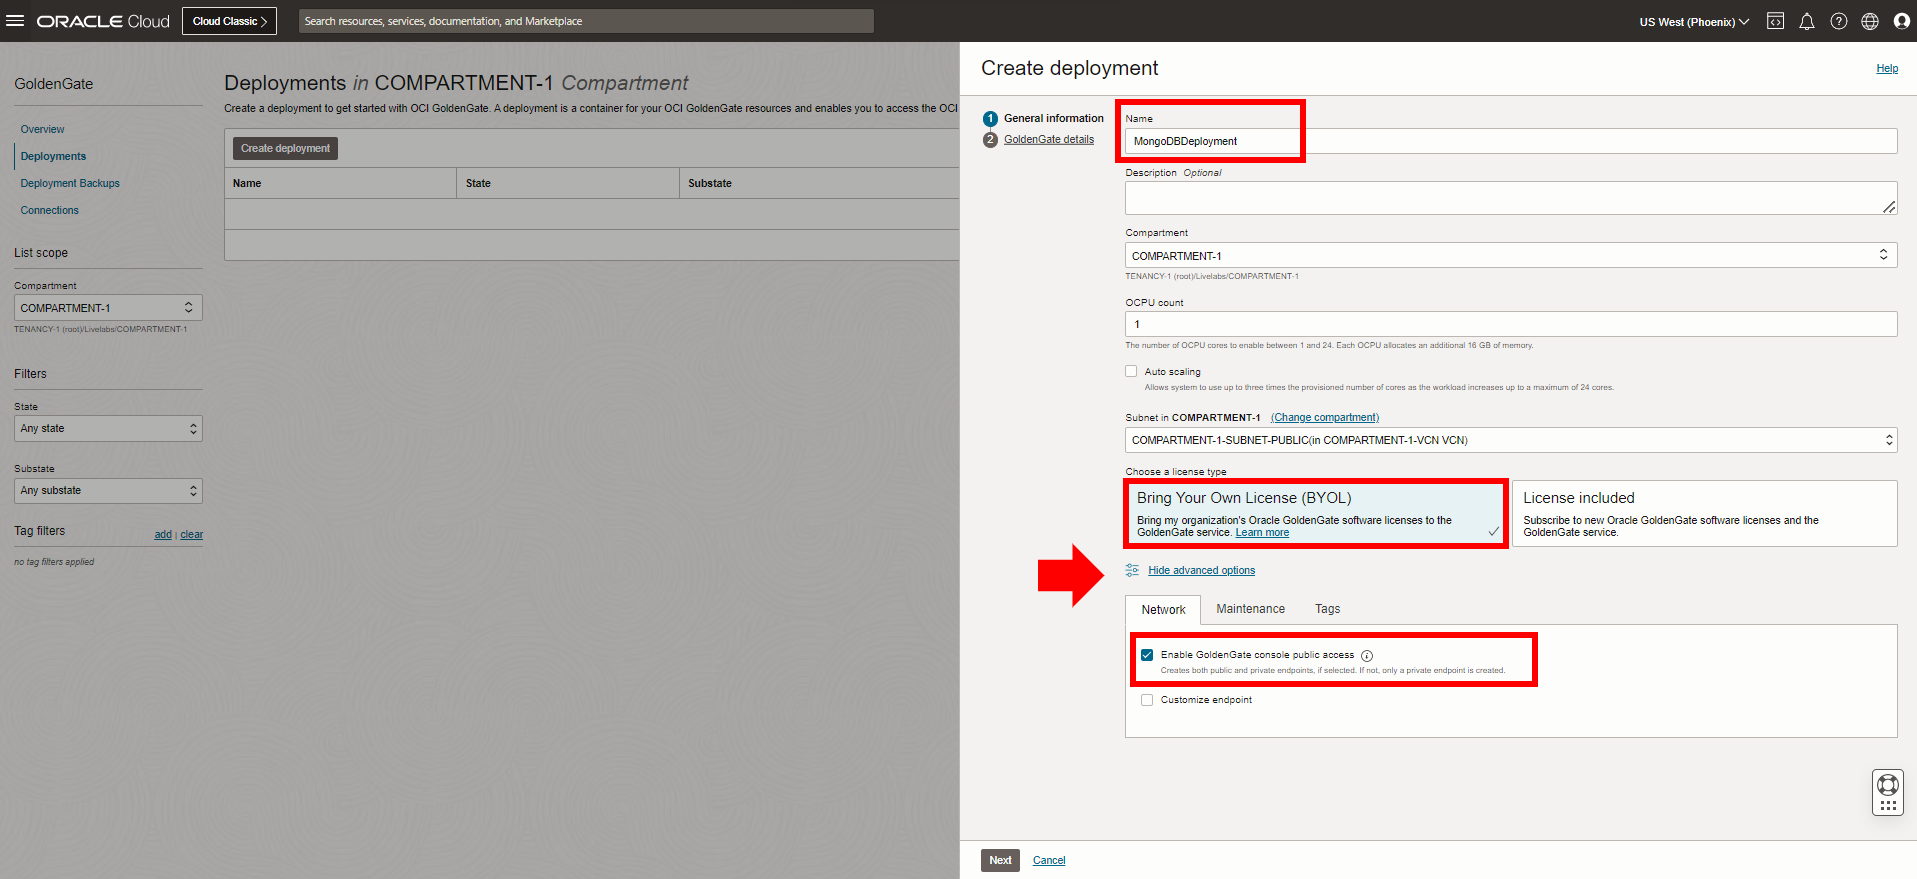 ORACLE Cloud
Cloud Classic
Search resources, services, documentation, and Marketplace
US West (Phoenix)
GoldenGate
Overview
Deployments
Deployment Backups
Connections
List scope
Compartment
COMPARTMENT-1
TENANCY-1 (root)/Livelabs/COMPARTMENT-1
Filters
State
Any state
Substate
Any substate
Tag filters
add | clear
no tag filters applied
Deployments in COMPARTMENT-1 Compartment
Create a deployment to get started with OCI GoldenGate. A deployment is a container for your OCI GoldenGate resources and enables you to access the OCI
Create deployment
Name State Substate
Create deployment
Help
1 General information
2 GoldenGate details
Name
MongoDBDeployment
Description Optional
Compartment
COMPARTMENT-1
TENANCY-1 (root)/Livelabs/COMPARTMENT-1
OCPU count
1
The number of OCPU cores to enable between 1 and 24. Each OCPU allocates an additional 16 GB of memory.
Auto scaling
Allows system to use up to three times the provisioned number of cores as the workload increases up to a maximum of 24 cores.
Subnet in COMPARTMENT-1 (Change compartment)
COMPARTMENT-1-SUBNET-PUBLIC(in COMPARTMENT-1-VCN VCN)
Choose a license type
Bring Your Own License (BYOL)
Bring my organization's Oracle GoldenGate software licenses to the
GoldenGate service. Learn more
License included
Subscribe to new Oracle GoldenGate software licenses and the
GoldenGate service.
Hide advanced options
Network Maintenance Tags
Enable GoldenGate console public access
Creates both public and private endpoints, if selected. If not, only a private endpoint is created.
Customize endpoint
Next Cancel